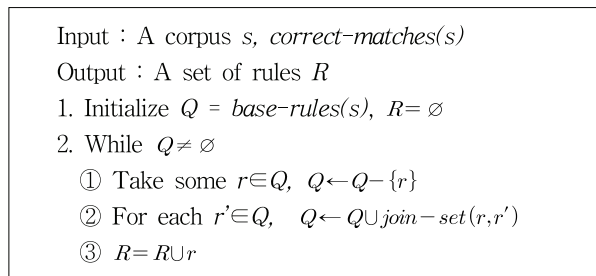 Input : A corpus s, correct-matches(s)
Output : A set of rules R
1. Initialize Q = base-rules(s), R=∅
2. While Q≠∅
① Take some r∈Q, Q←Q−{r}
② For each r'∈Q, Q←Q∪join−set(r,r′)
③ R=R∪r